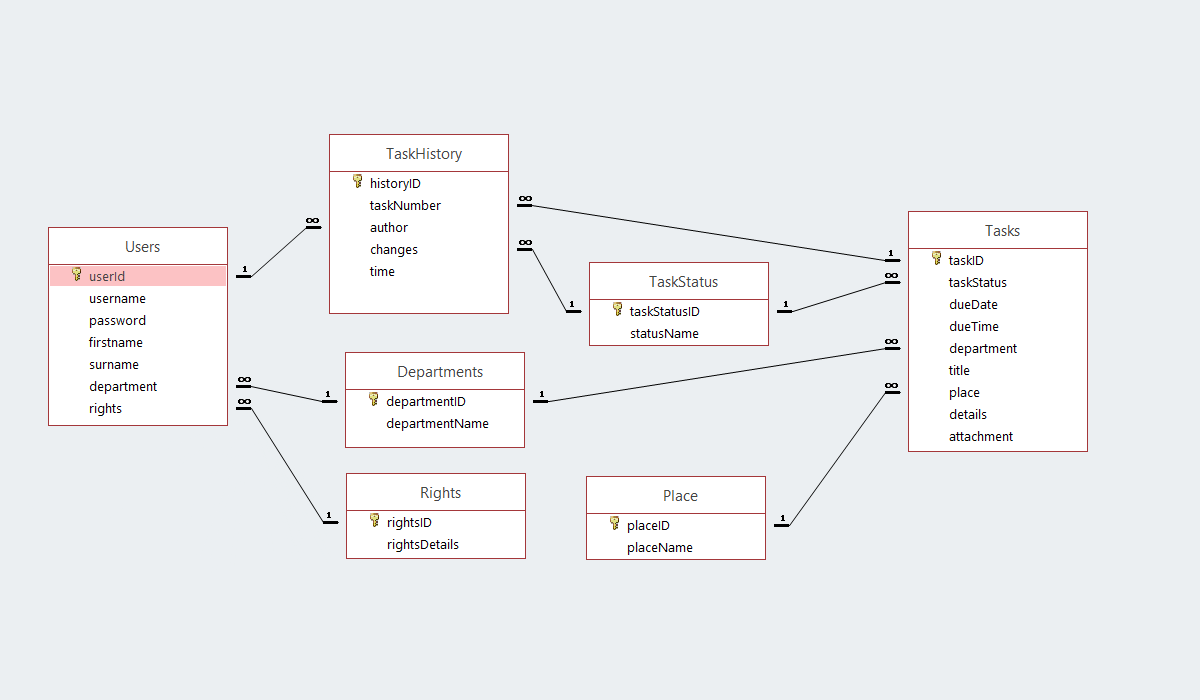 TaskHistory
historyID
taskNumber
author
changes
time
Users
userId
username
password
firstname
surname
department
rights
Tasks
taskID
taskStatus
dueDate
dueTime
department
title
place
details
attachment
TaskStatus
taskStatusID
statusName
Departments
departmentID
departmentName
Rights
rightsID
rightsDetails
Place
placeID
placeName
∞
1
∞
1
∞
1
1
∞
∞
1
∞
1
1
∞
1
∞